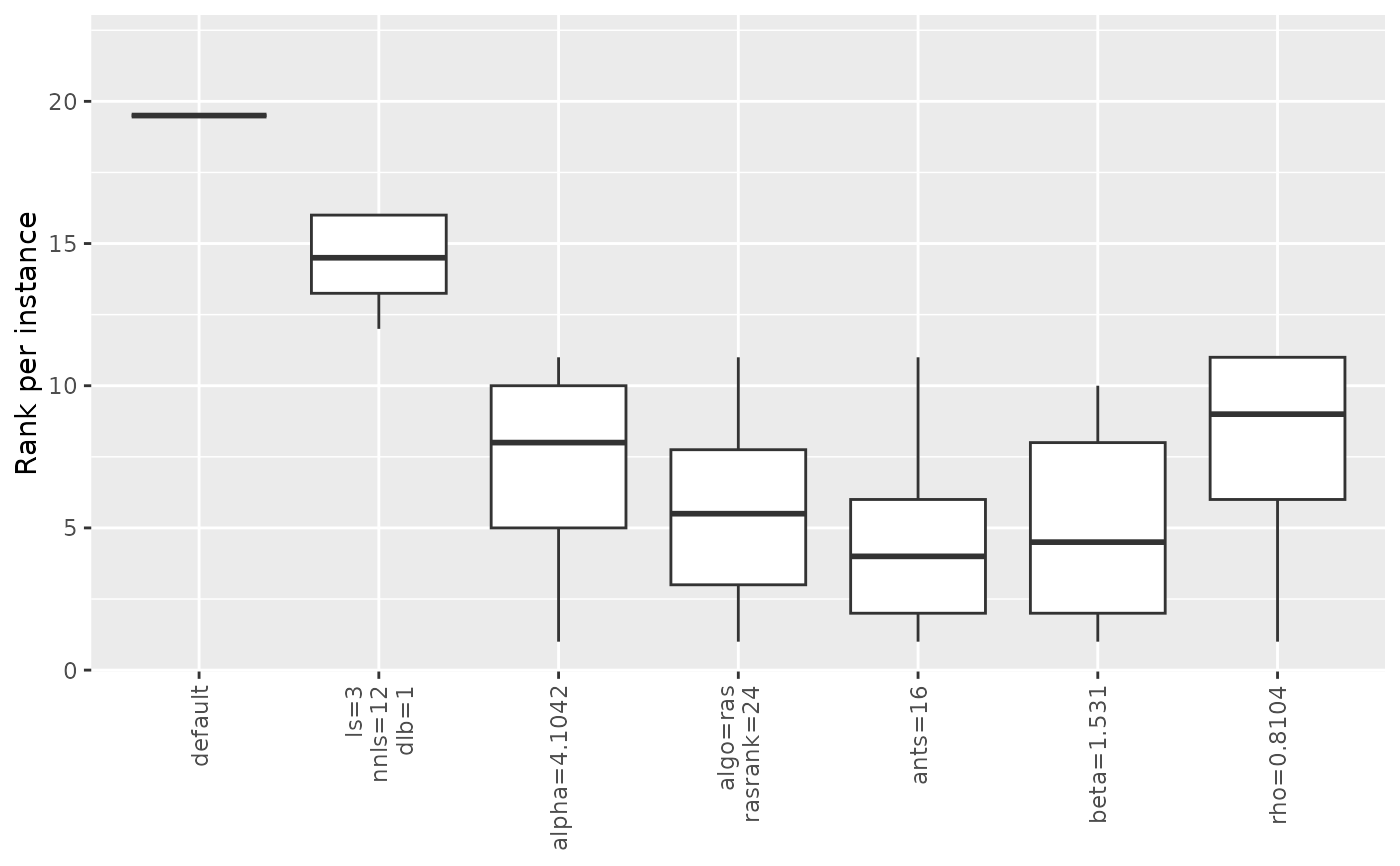 Rank per instance
20
15
10
5
0
default
ls=3
nnls=12
dlb=1
alpha=4.1042
algo=ras
rasrank=24
ants=16
beta=1.531
rho=0.8104